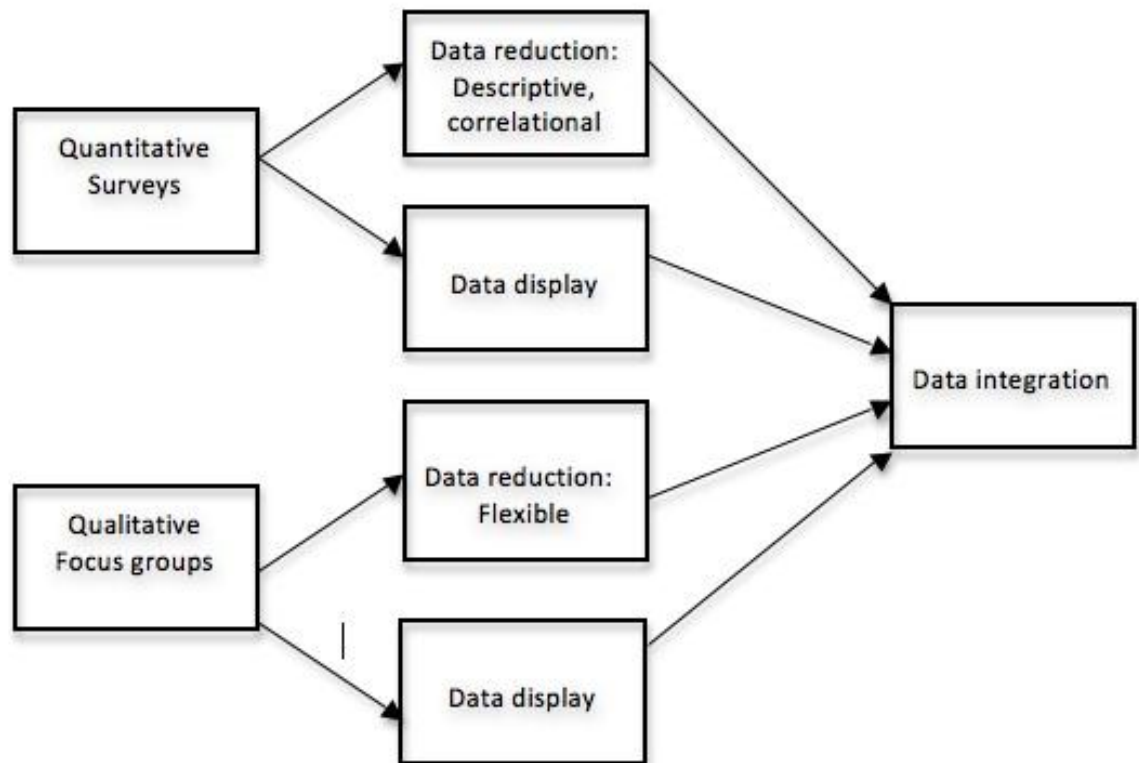 Quantitative
Surveys
Data reduction:
Descriptive,
correlational
Data display
Qualitative
Focus groups
Data reduction:
Flexible
Data display
Data integration